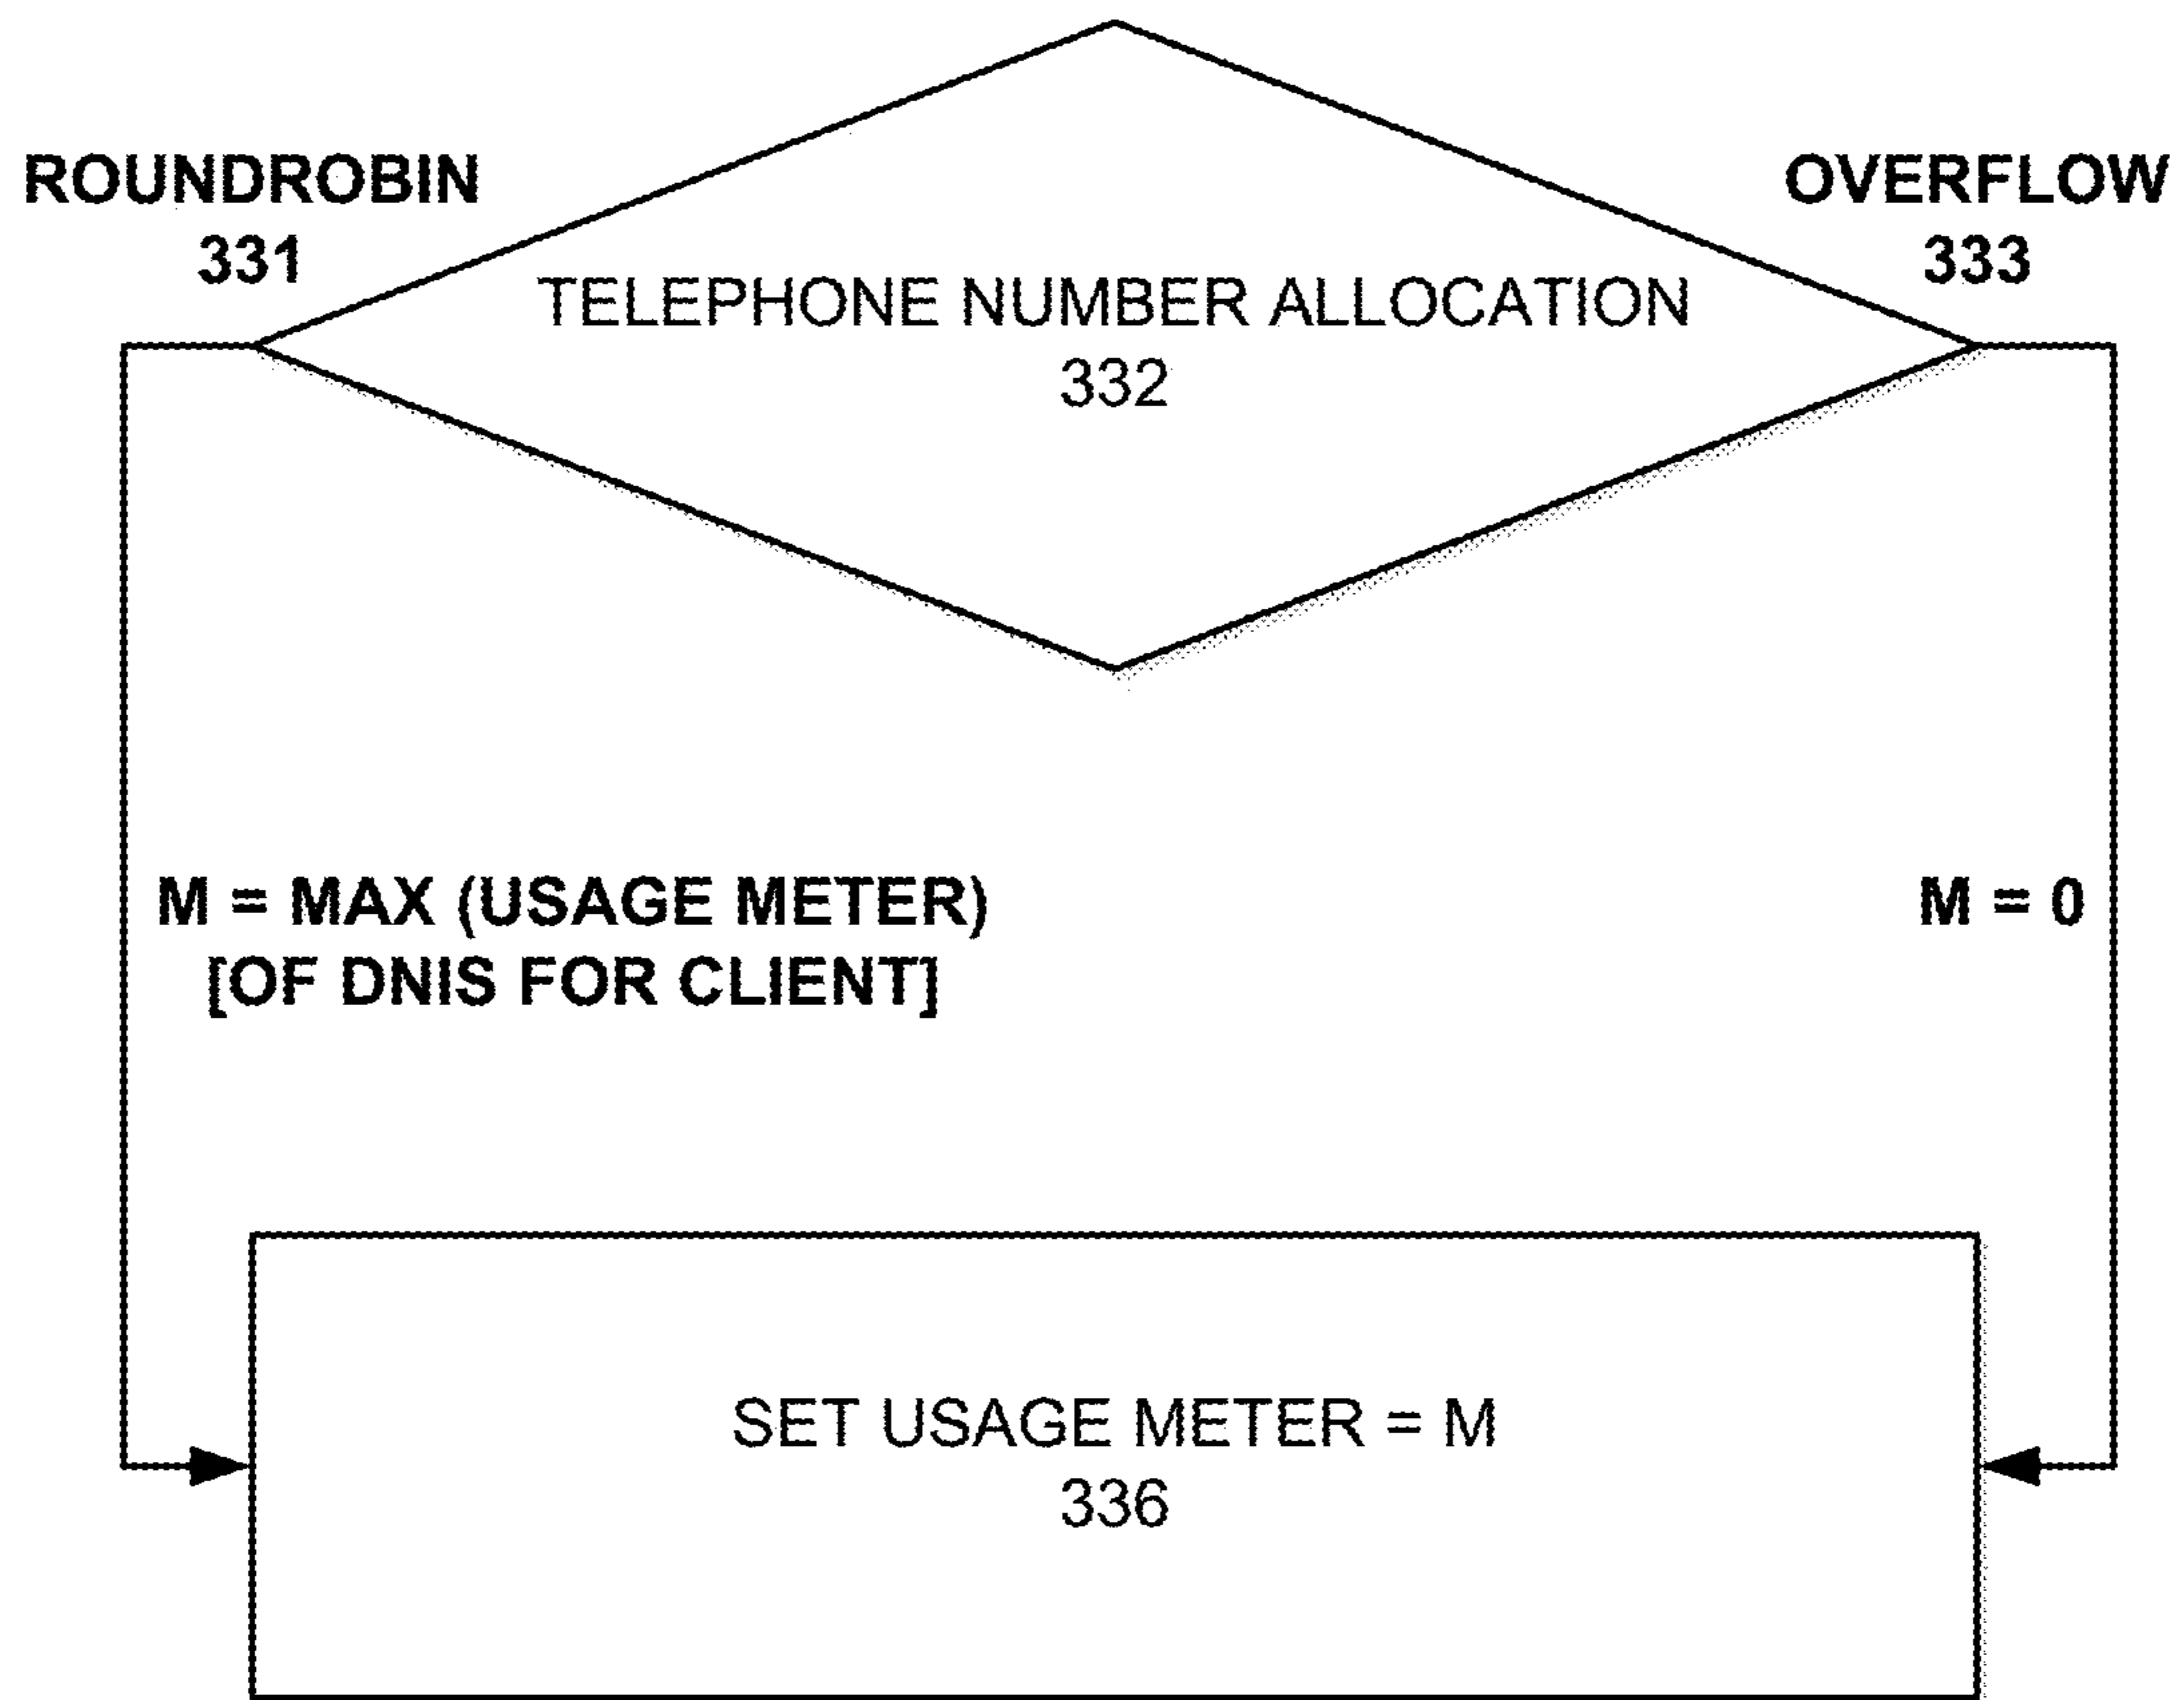 ROUNDROBIN
331
OVERFLOW
333
TELEPHONE NUMBER ALLOCATION
332
M = MAX (USAGE METER)
[OF DNIS FOR CLIENT]
M = 0
SET USAGE METER = M
336